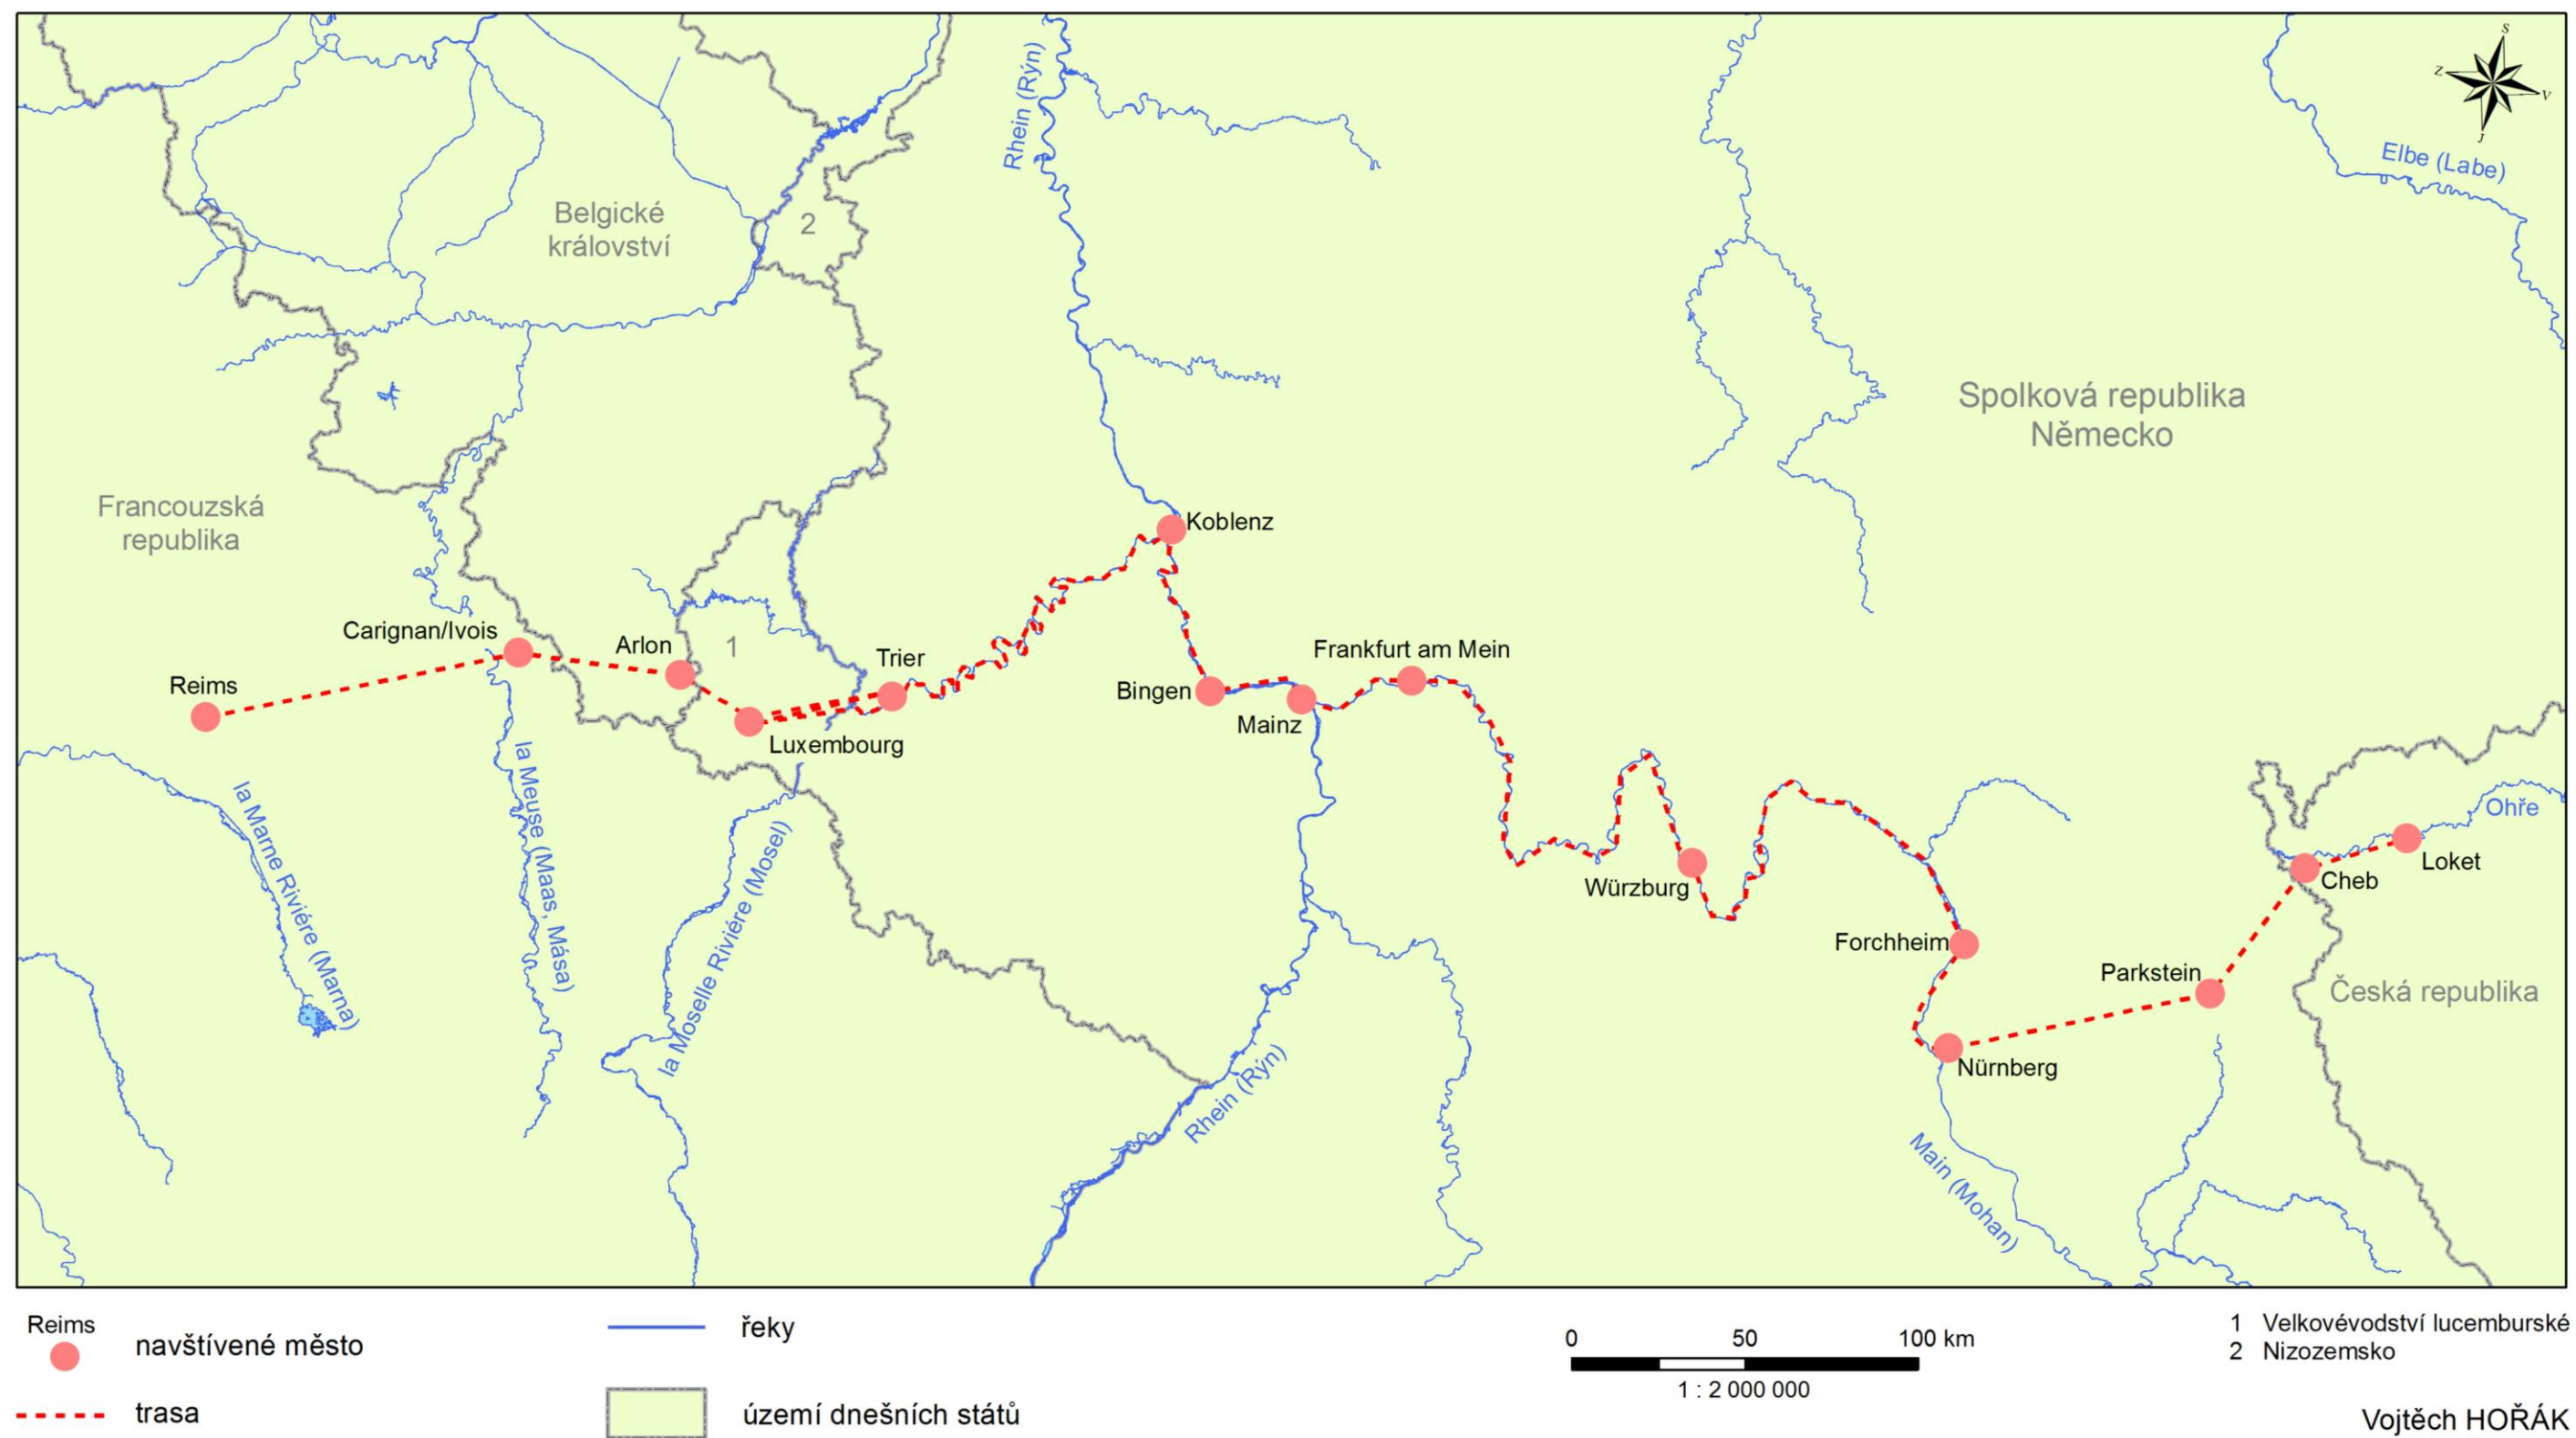 S
Z
V
J
Rhein (Rýn)
Elbe (Labe)
Belgické
království
2
Spolková republika
Německo
Francouzská
republika
Koblenz
Carignan/Ivois
Arlon
1
Trier
Frankfurt am Mein
Reims
Bingen
Mainz
Luxembourg
la Marne Riviére (Marna)
la Meuse (Maas, Mása)
la Moselle Riviére (Mosel)
Ohře
Loket
Cheb
Würzburg
Forchheim
Parkstein
Česká republika
Nürnberg
Rhein (Rýn)
Main (Mohan)
Reims
navštívené město
trasa
řeky
území dnešních států
0 50 100 km
1 : 2 000 000
1 Velkovévodství lucemburské
2 Nizozemsko
Vojtěch HOŘÁK